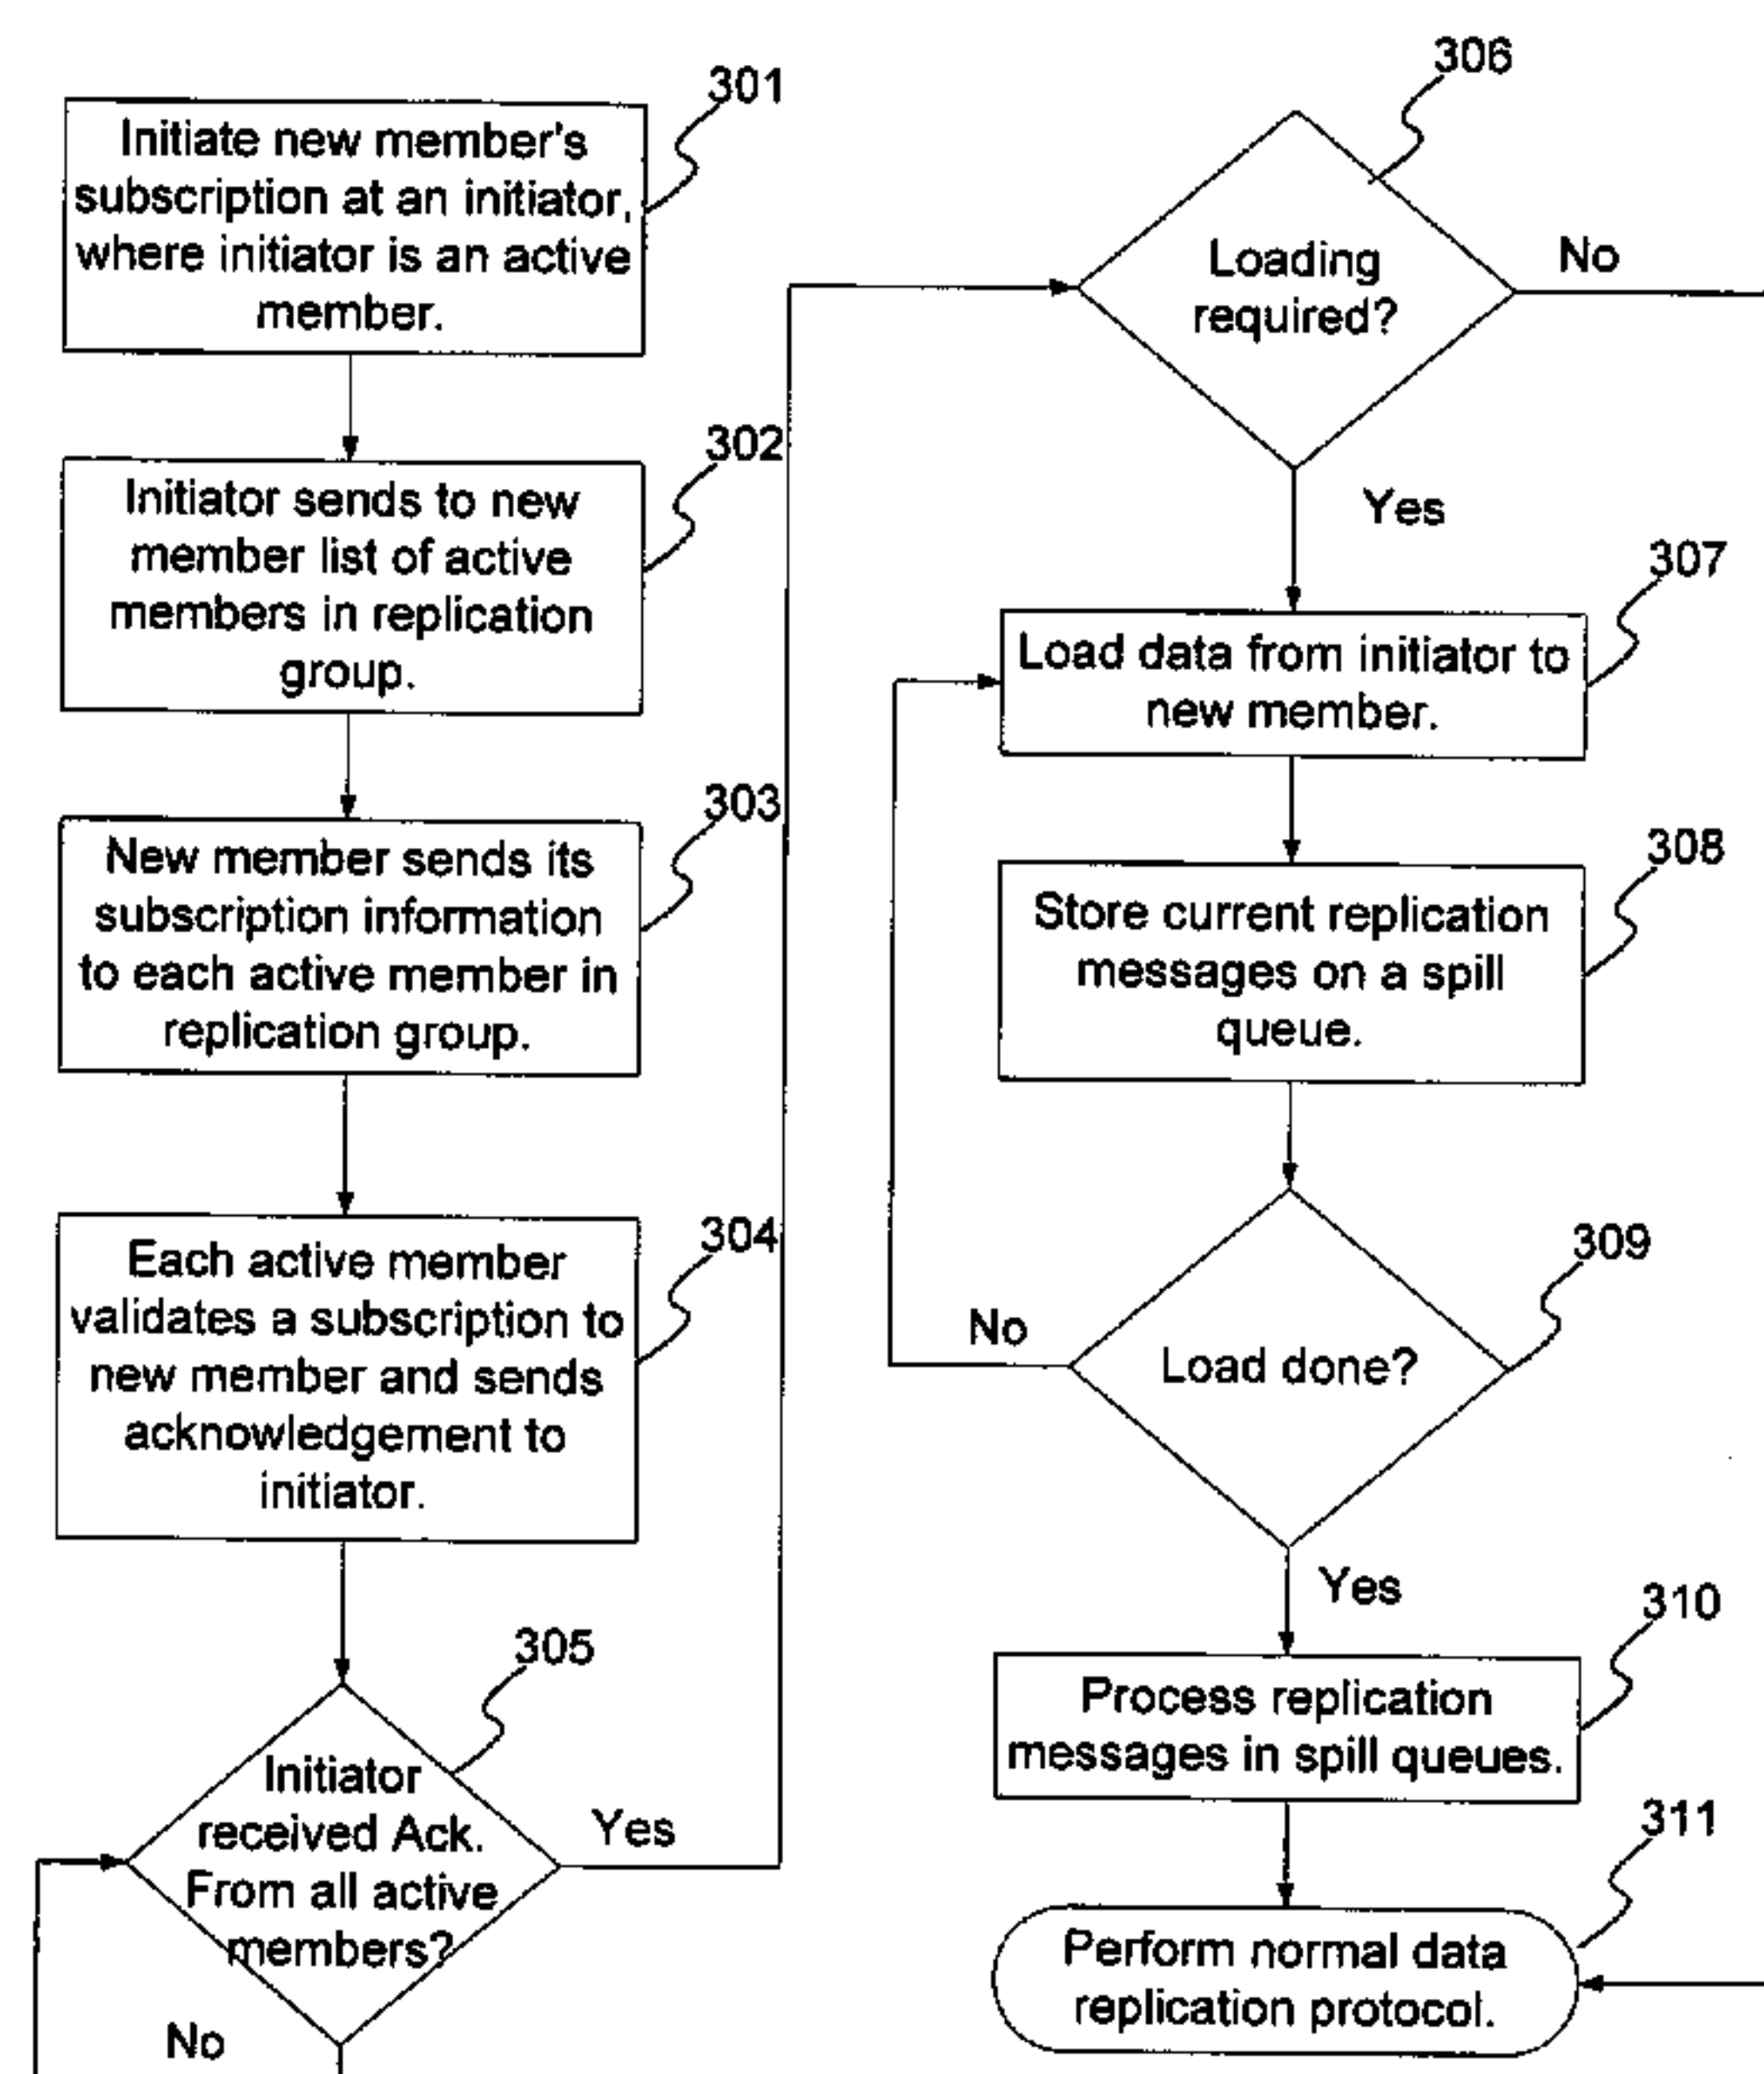 301
Initiate new member's
subscription at an initiator,
where initiator is an active
member.
302
Initiator sends to new
member list of active
members in replication
group.
303
New member sends its
subscription information
to each active member in
replication group.
304
Each active member
validates a subscription to
new member and sends
acknowledgement to
initiator.
305
Initiator
received Ack.
From all active
members?
Yes
No
306
Loading
required?
No
Yes
307
Load data from initiator to
new member.
308
Store current replication
messages on a spill
queue.
309
Load done?
No
Yes
310
Process replication
messages in spill queues.
311
Perform normal data
replication protocol.